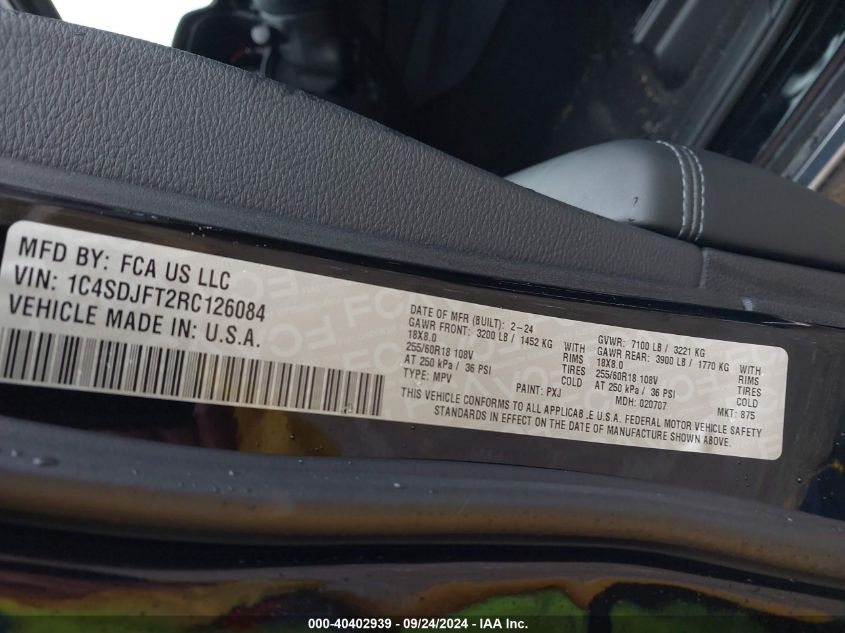 MFD BY: FCA US LLC
VIN: 1C4SDJFT2RC126084
VEHICLE MADE IN: U.S.A.
DATE OF MFR (BUILT): 2-24
GAWR FRONT: 3200 LB / 1452 KG WITH
18X8.0 RIMS
255/60R18 108V TIRES
AT 250 kPa / 36 PSI COLD
TYPE: MPV PAINT: PXJ
GVWR: 7100 LB / 3221 KG
GAWR REAR: 3900 LB / 1770 KG WITH
18X8.0 RIMS
255/60R18 108V TIRES
AT 250 kPa / 36 PSI COLD
MDH: 020707 MKT: 875
THIS VEHICLE CONFORMS TO ALL APPLICAB .E U.S.A. FEDERAL MOTOR VEHICLE SAFETY
STANDARDS IN EFFECT ON THE DATE OF MANUFACTURE SHOWN ABOVE.
000-40402939 - 09/24/2024 - IAA Inc.